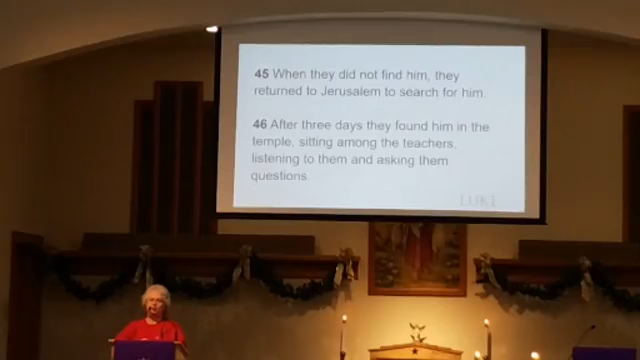 45 When they did not find him, they
returned to Jerusalem to search for him.
46 After three days they found him in the
temple, sitting among the teachers,
listening to them and asking them
questions.
LUKE